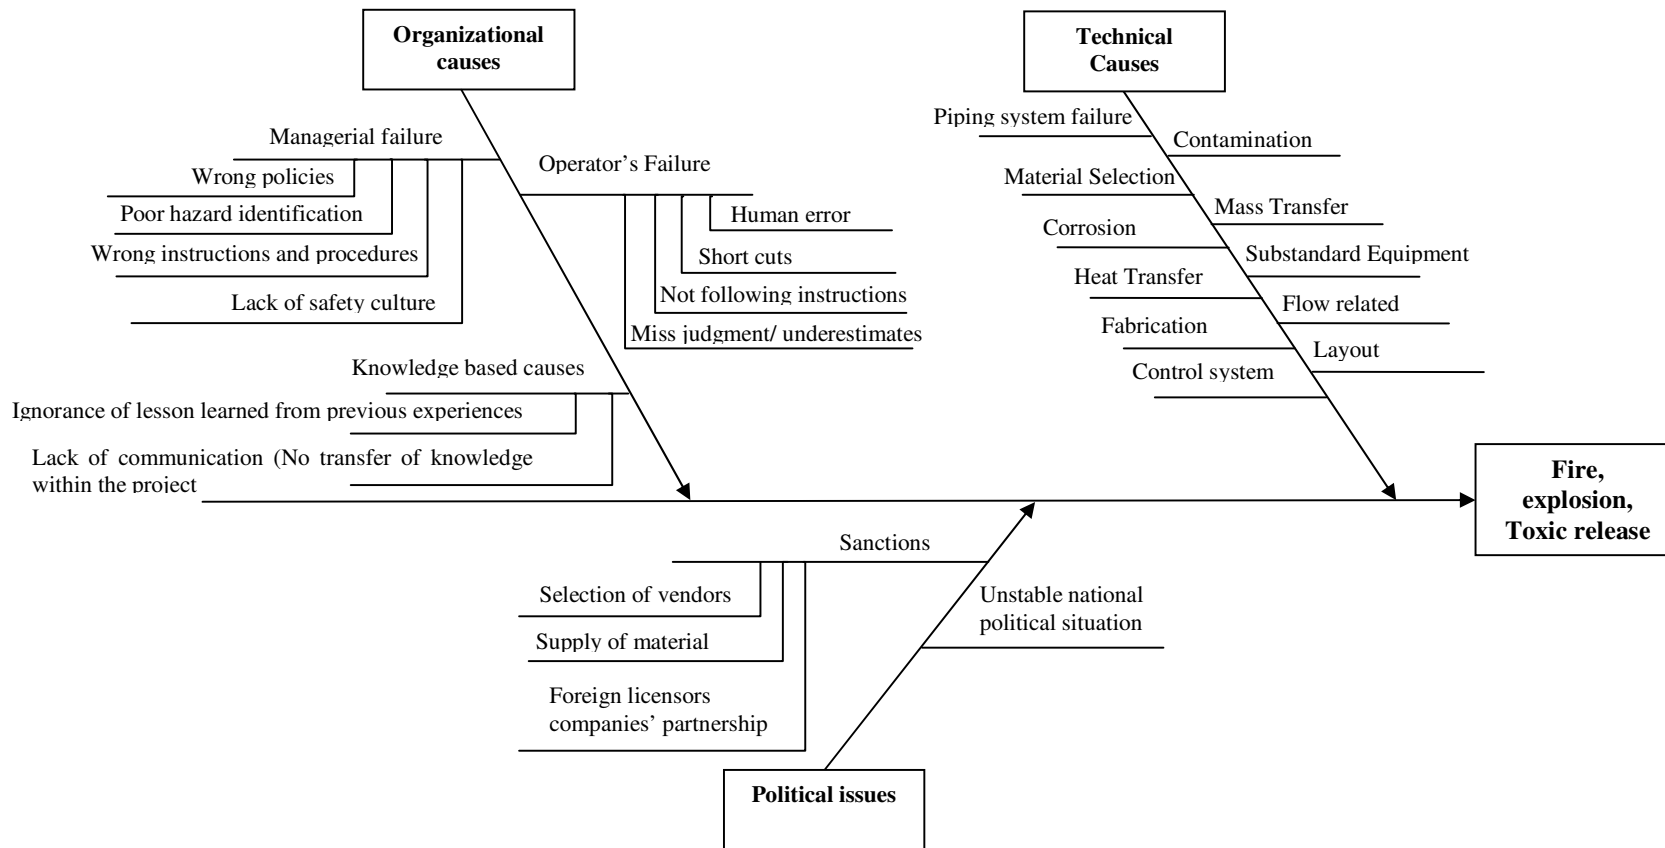 Organizational
causes
Managerial failure
Wrong policies
Poor hazard identification
Wrong instructions and procedures
Lack of safety culture
Operator’s Failure
Human error
Short cuts
Not following instructions
Miss judgment/ underestimates
Knowledge based causes
Ignorance of lesson learned from previous experiences
Lack of communication (No transfer of knowledge
within the project
Technical
Causes
Piping system failure
Contamination
Material Selection
Mass Transfer
Corrosion
Substandard Equipment
Heat Transfer
Flow related
Fabrication
Layout
Control system
Fire,
explosion,
Toxic release
Sanctions
Selection of vendors
Supply of material
Foreign licensors
companies’ partnership
Unstable national
political situation
Political issues